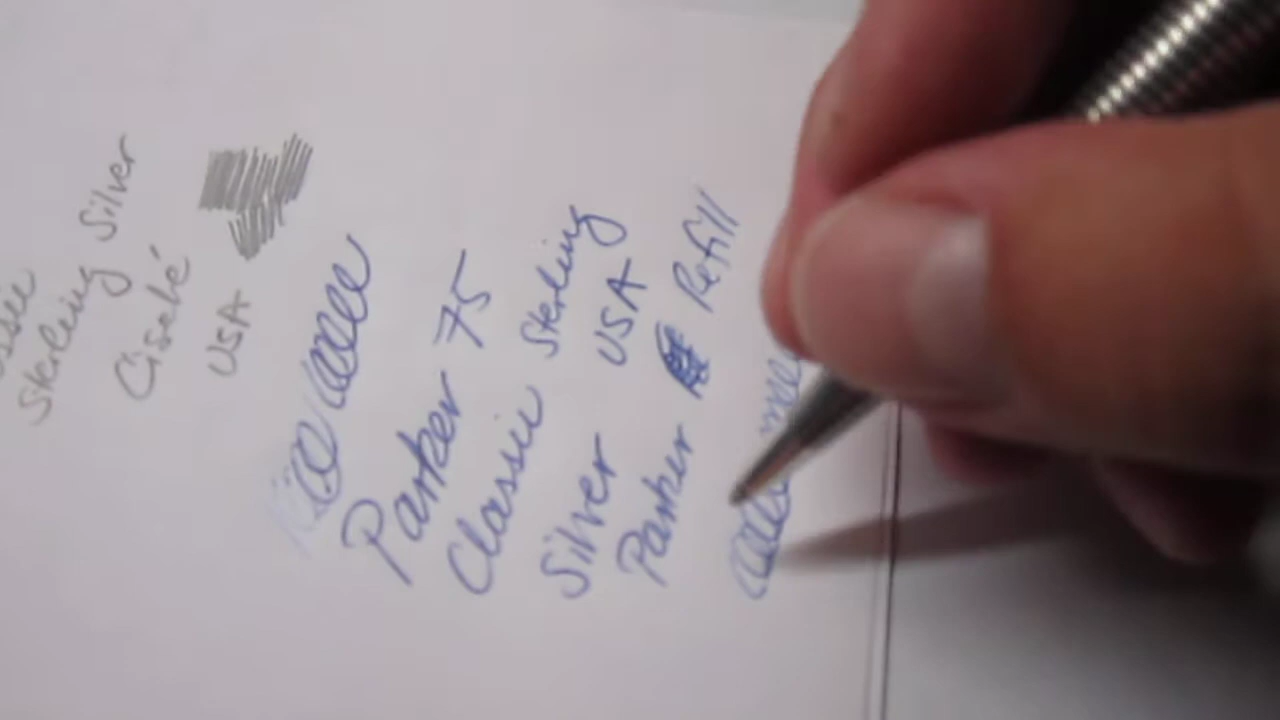 Sterling Silver
Ciselé
USA
Parker 75
Classic Sterling
Silver USA
Parker Refill